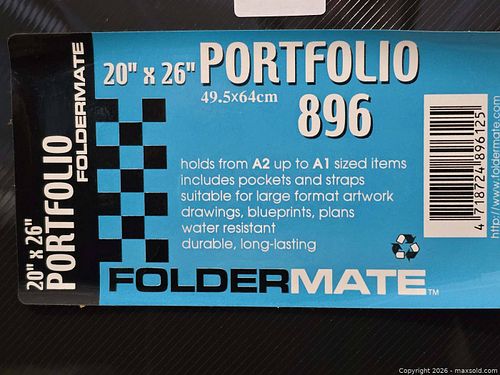 20" x 26" PORTFOLIO
49.5x64cm
896
holds from A2 up to A1 sized items
includes pockets and straps
suitable for large format artwork
drawings, blueprints, plans
water resistant
durable, long-lasting
FOLDERMATE™
20" x 26"
PORTFOLIO
FOLDERMATE
4 718724 896125
http://www.foldermate.com
Copyright 2026 - maxsold.com